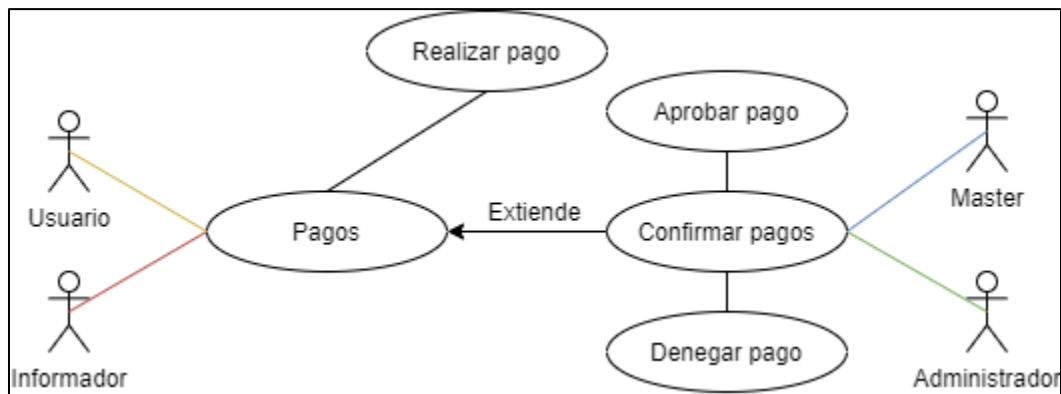 Realizar pago
Aprobar pago
Usuario
Master
Pagos
Extiende
Confirmar pagos
Informador
Denegar pago
Administrador